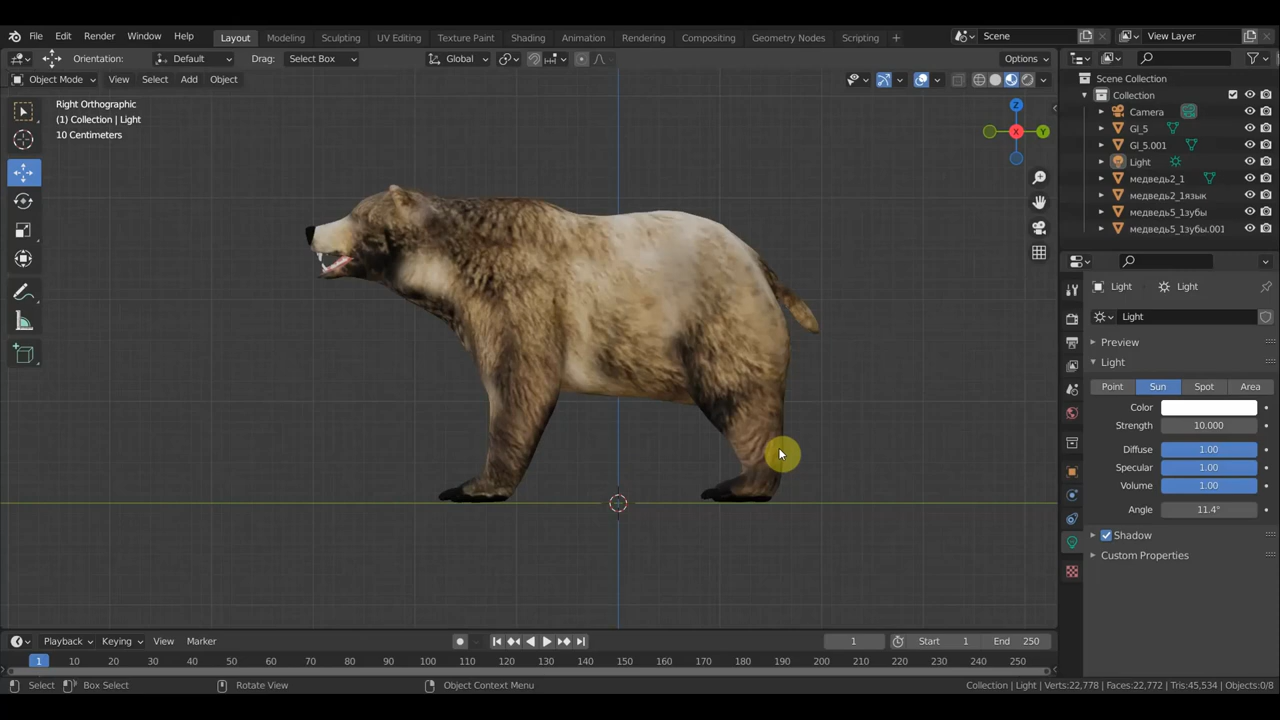 File Edit Render Window Help Layout Modeling Sculpting UV Editing Texture Paint Shading Animation Rendering Compositing Geometry Nodes Scripting + Scene View Layer
Orientation: Default Drag: Select Box Global Options
Object Mode View Select Add Object
Right Orthographic
(1) Collection | Light
10 Centimeters
Z
Y
X
Scene Collection
Collection
Camera
Gl_5
Gl_5.001
Light
медведь2_1
медведь2_1язык
медведь5_1зубы
медведь5_1зубы.001
Light Light
Light
Preview
Light
Point Sun Spot Area
Color
Strength 10.000
Diffuse 1.00
Specular 1.00
Volume 1.00
Angle 11.4°
Shadow
Custom Properties
Playback Keying View Marker 1 Start 1 End 250
1 10 20 30 40 50 60 70 80 90 100 110 120 130 140 150 160 170 180 190 200 210 220 230 240 250
Select Box Select Rotate View Object Context Menu Collection | Light | Verts:22,778 | Faces:22,772 | Tris:45,534 | Objects:0/8